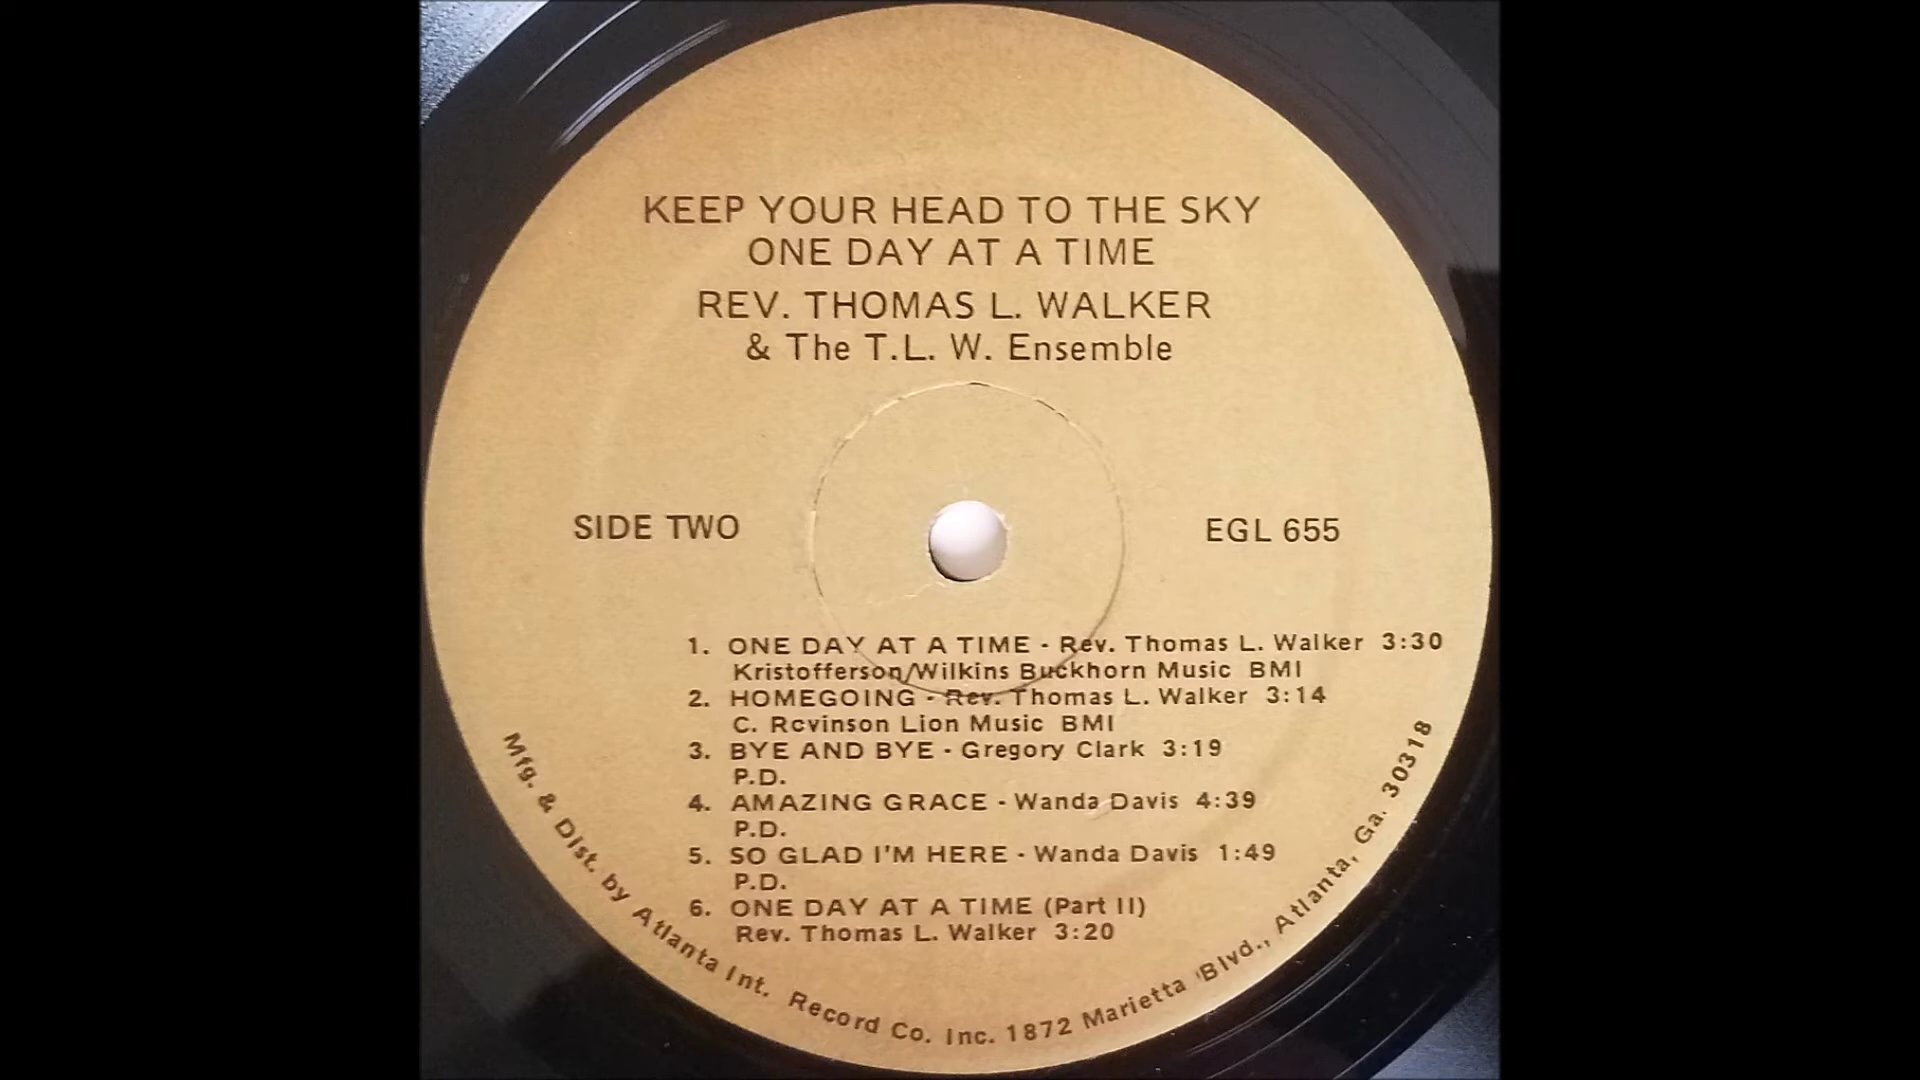 KEEP YOUR HEAD TO THE SKY
ONE DAY AT A TIME
REV. THOMAS L. WALKER
& The T.L. W. Ensemble
SIDE TWO
EGL 655
1. ONE DAY AT A TIME - Rev. Thomas L. Walker 3:30
Kristofferson/Wilkins Buckhorn Music BMI
2. HOMEGOING - Rev. Thomas L. Walker 3:14
C. Rcvinson Lion Music BMI
3. BYE AND BYE - Gregory Clark 3:19
P.D.
4. AMAZING GRACE - Wanda Davis 4:39
P.D.
5. SO GLAD I'M HERE - Wanda Davis 1:49
P.D.
6. ONE DAY AT A TIME (Part II)
Rev. Thomas L. Walker 3:20
Mfg. & Dist. by Atlanta Int. Record Co. Inc. 1872 Marietta Blvd., Atlanta, Ga. 30318